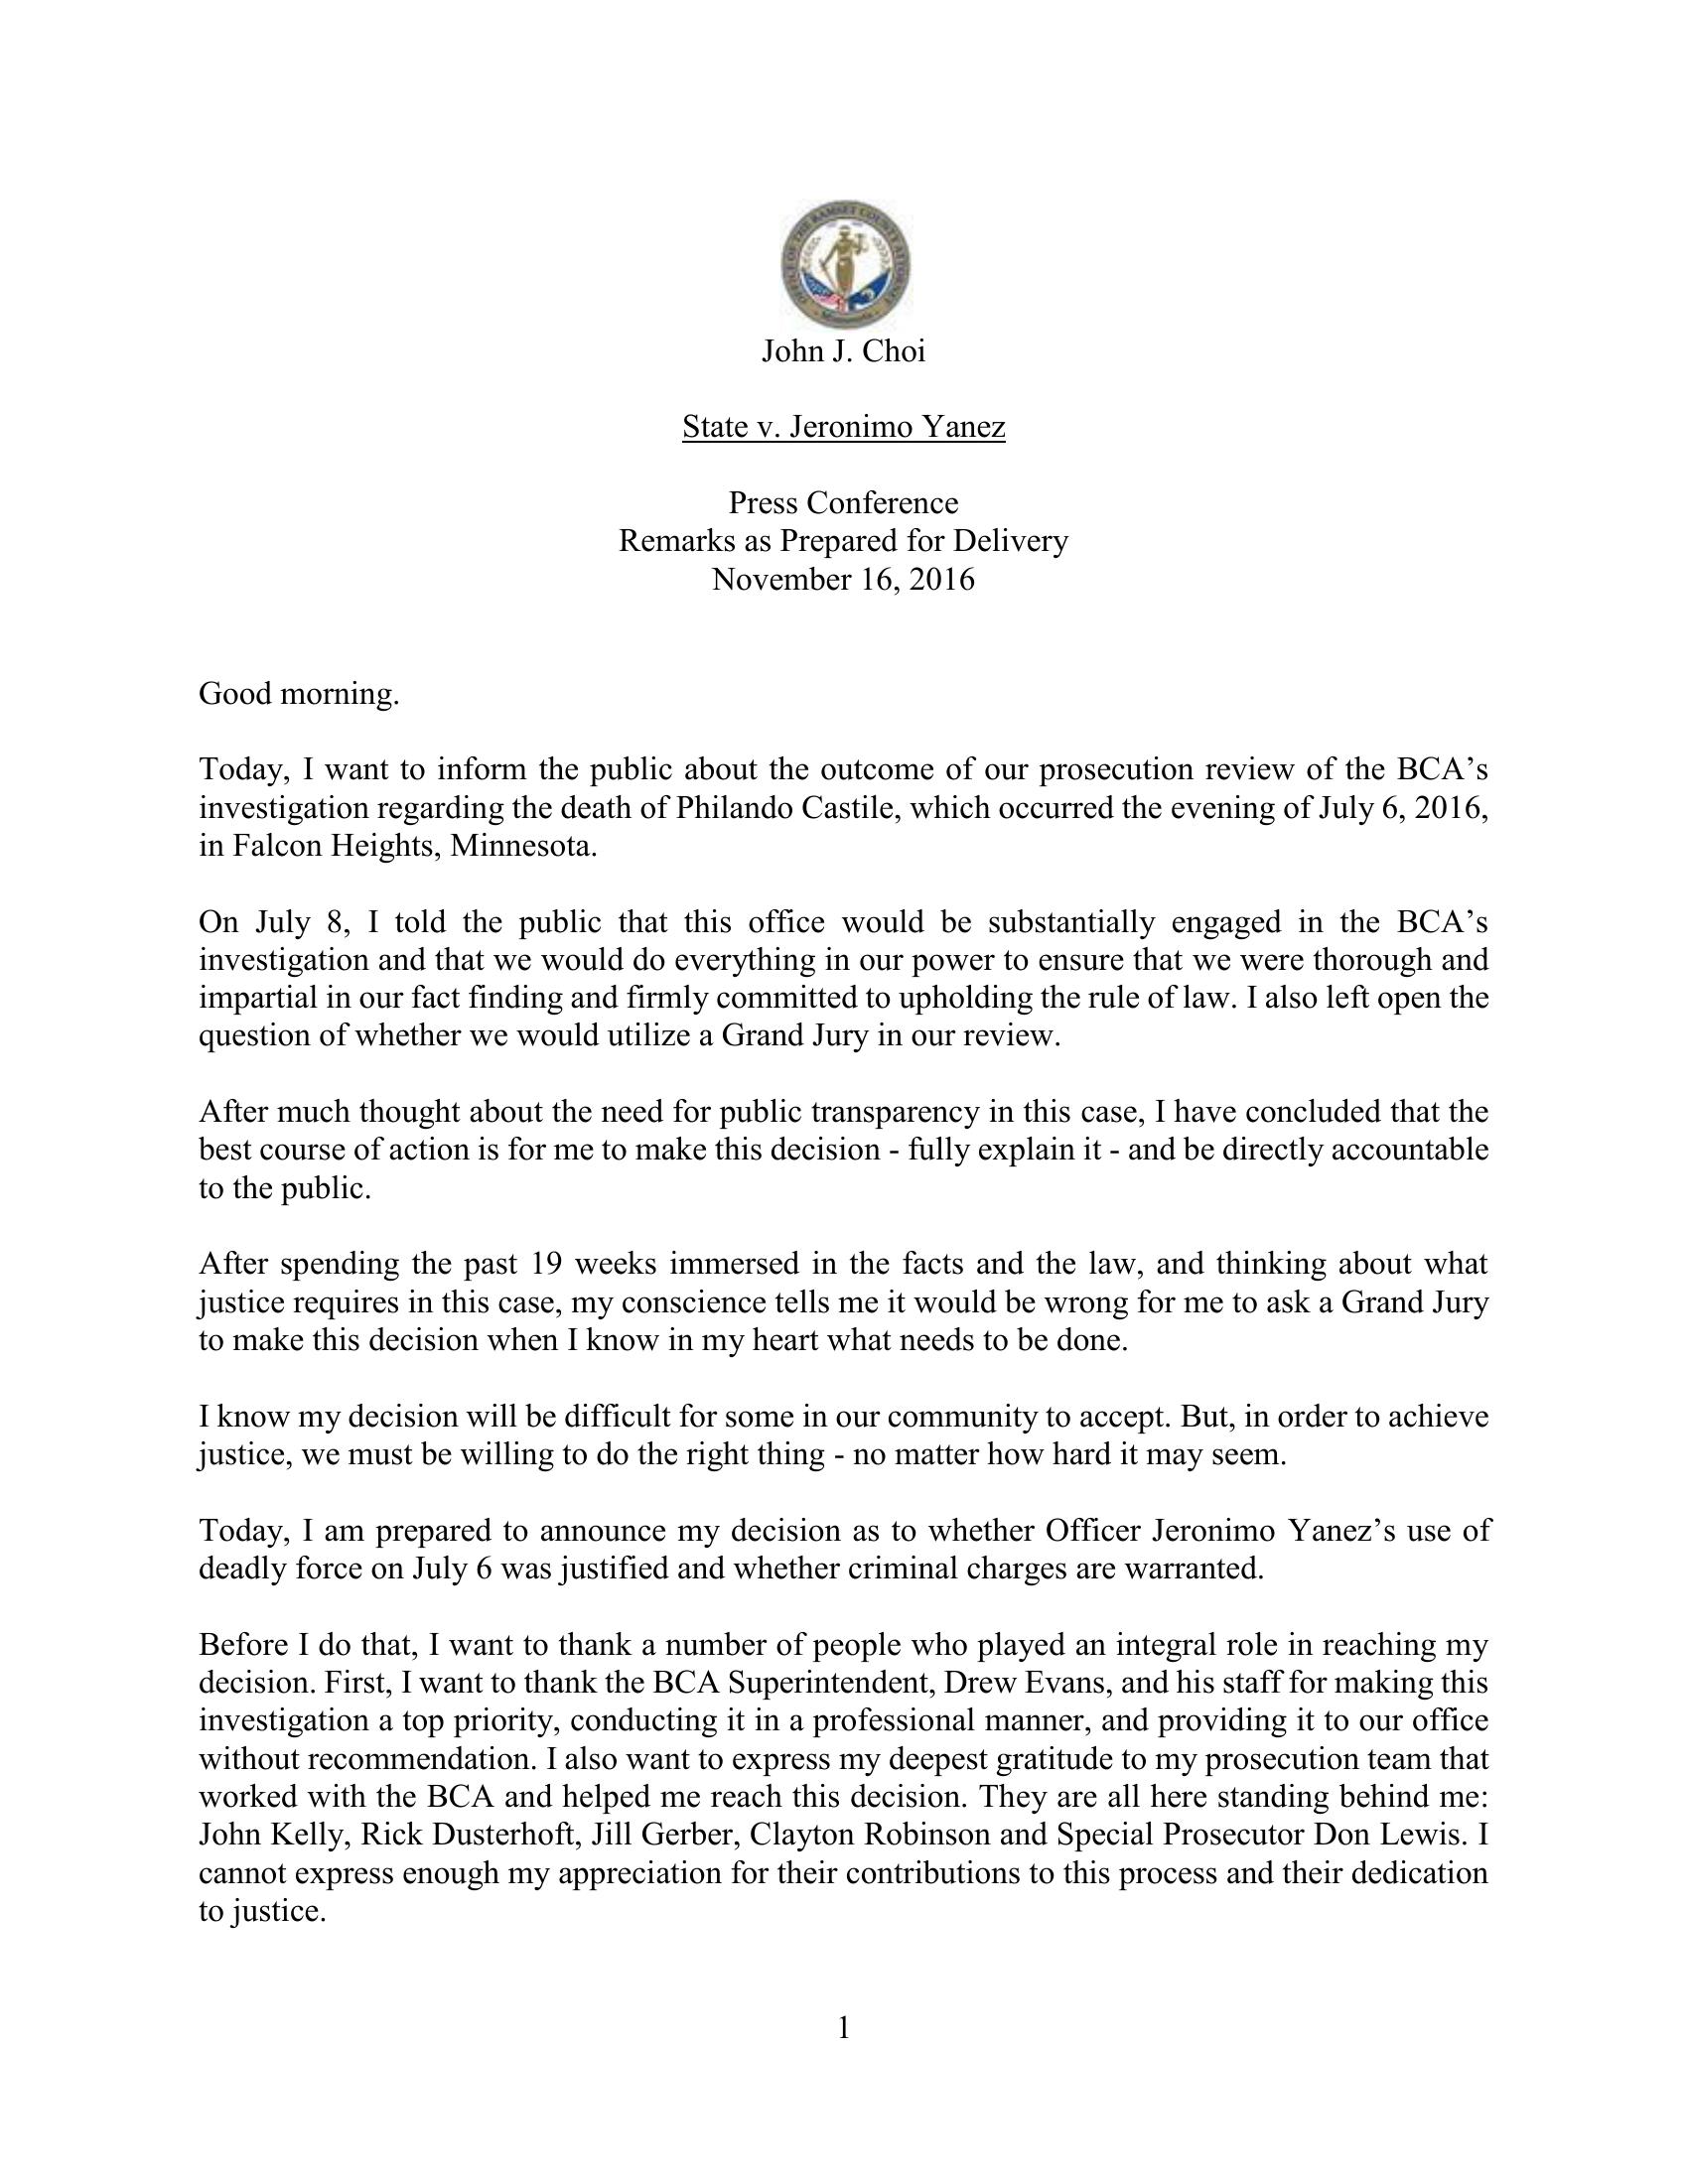 OFFICE OF THE RAMSEY COUNTY ATTORNEY
Minnesota
John J. Choi
State v. Jeronimo Yanez
Press Conference
Remarks as Prepared for Delivery
November 16, 2016
Good morning.
Today, I want to inform the public about the outcome of our prosecution review of the BCA’s
investigation regarding the death of Philando Castile, which occurred the evening of July 6, 2016,
in Falcon Heights, Minnesota.
On July 8, I told the public that this office would be substantially engaged in the BCA’s
investigation and that we would do everything in our power to ensure that we were thorough and
impartial in our fact finding and firmly committed to upholding the rule of law. I also left open the
question of whether we would utilize a Grand Jury in our review.
After much thought about the need for public transparency in this case, I have concluded that the
best course of action is for me to make this decision - fully explain it - and be directly accountable
to the public.
After spending the past 19 weeks immersed in the facts and the law, and thinking about what
justice requires in this case, my conscience tells me it would be wrong for me to ask a Grand Jury
to make this decision when I know in my heart what needs to be done.
I know my decision will be difficult for some in our community to accept. But, in order to achieve
justice, we must be willing to do the right thing - no matter how hard it may seem.
Today, I am prepared to announce my decision as to whether Officer Jeronimo Yanez’s use of
deadly force on July 6 was justified and whether criminal charges are warranted.
Before I do that, I want to thank a number of people who played an integral role in reaching my
decision. First, I want to thank the BCA Superintendent, Drew Evans, and his staff for making this
investigation a top priority, conducting it in a professional manner, and providing it to our office
without recommendation. I also want to express my deepest gratitude to my prosecution team that
worked with the BCA and helped me reach this decision. They are all here standing behind me:
John Kelly, Rick Dusterhoft, Jill Gerber, Clayton Robinson and Special Prosecutor Don Lewis. I
cannot express enough my appreciation for their contributions to this process and their dedication
to justice.
1